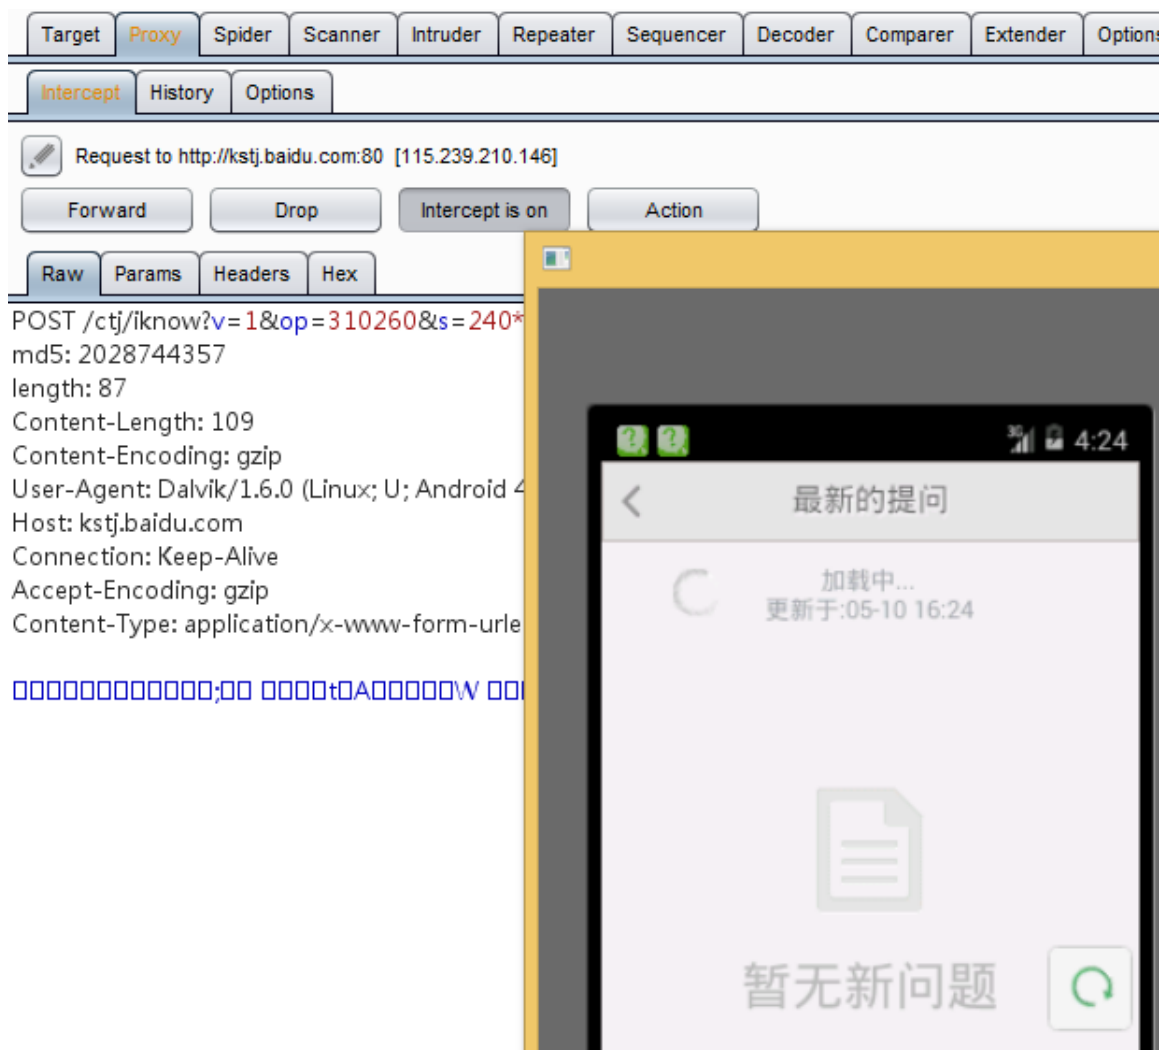 Target Proxy Spider Scanner Intruder Repeater Sequencer Decoder Comparer Extender Options
Intercept History Options
Request to http://kstj.baidu.com:80 [115.239.210.146]
Forward Drop Intercept is on Action
Raw Params Headers Hex
POST /ctj/iknow?v=1&op=310260&s=240*
md5: 2028744357
length: 87
Content-Length: 109
Content-Encoding: gzip
User-Agent: Dalvik/1.6.0 (Linux; U; Android 4
Host: kstj.baidu.com
Connection: Keep-Alive
Accept-Encoding: gzip
Content-Type: application/x-www-form-urle
▯▯▯▯▯▯▯▯▯▯▯▯;▯▯ ▯▯▯▯t▯A▯▯▯▯▯W ▯▯
3G 4:24
最新的提问
加载中...
更新于:05-10 16:24
暂无新问题